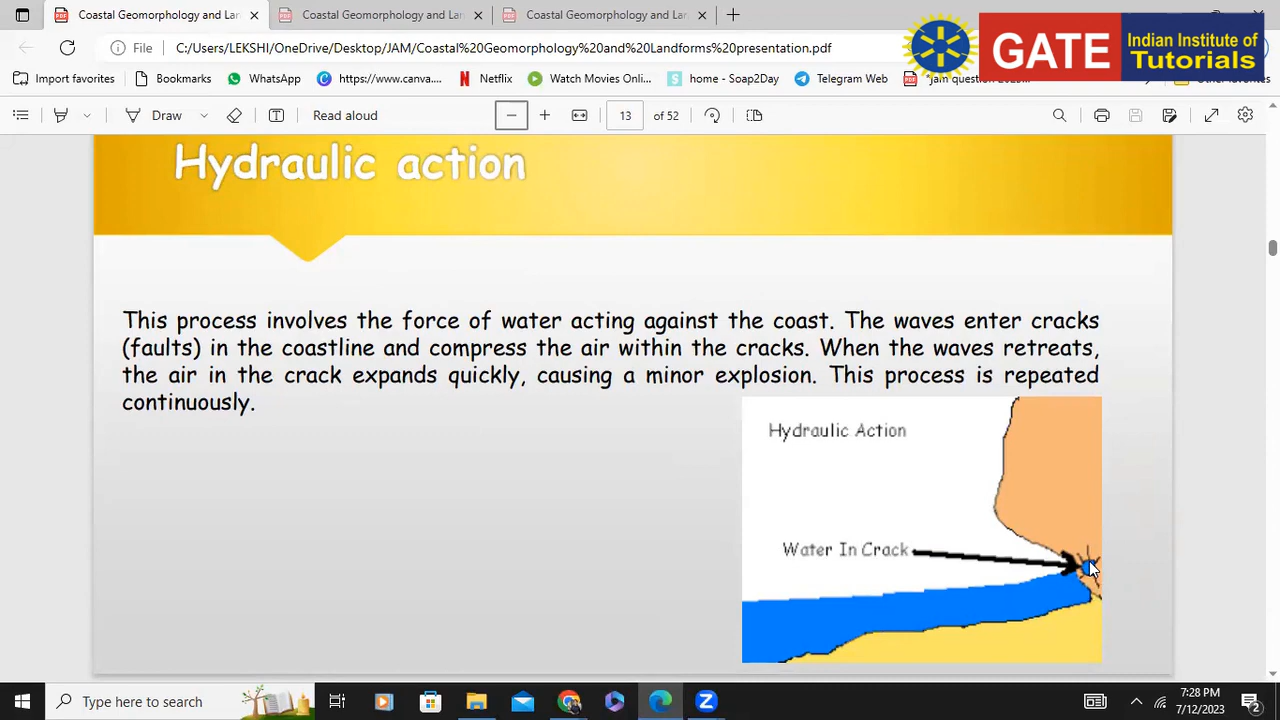 Coastal Geomorphology and Lan
Coastal Geomorphology and Lan
Coastal Geomorphology and Lan
File
C:/Users/LEKSHI/OneDrive/Desktop/JAM/Coastal%20Geomorphology%20and%20Landforms%20presentation.pdf
GATE
Indian Institute of
Tutorials
Import favorites
Bookmarks
WhatsApp
https://www.canva...
Netflix
Watch Movies Onl...
home - Soap2Day
Telegram Web
Draw
Read aloud
13
of 52
Hydraulic action
This process involves the force of water acting against the coast. The waves enter cracks
(faults) in the coastline and compress the air within the cracks. When the waves retreats,
the air in the crack expands quickly, causing a minor explosion. This process is repeated
continuously.
Hydraulic Action
Water In Crack
Type here to search
7:28 PM
7/12/2023
2